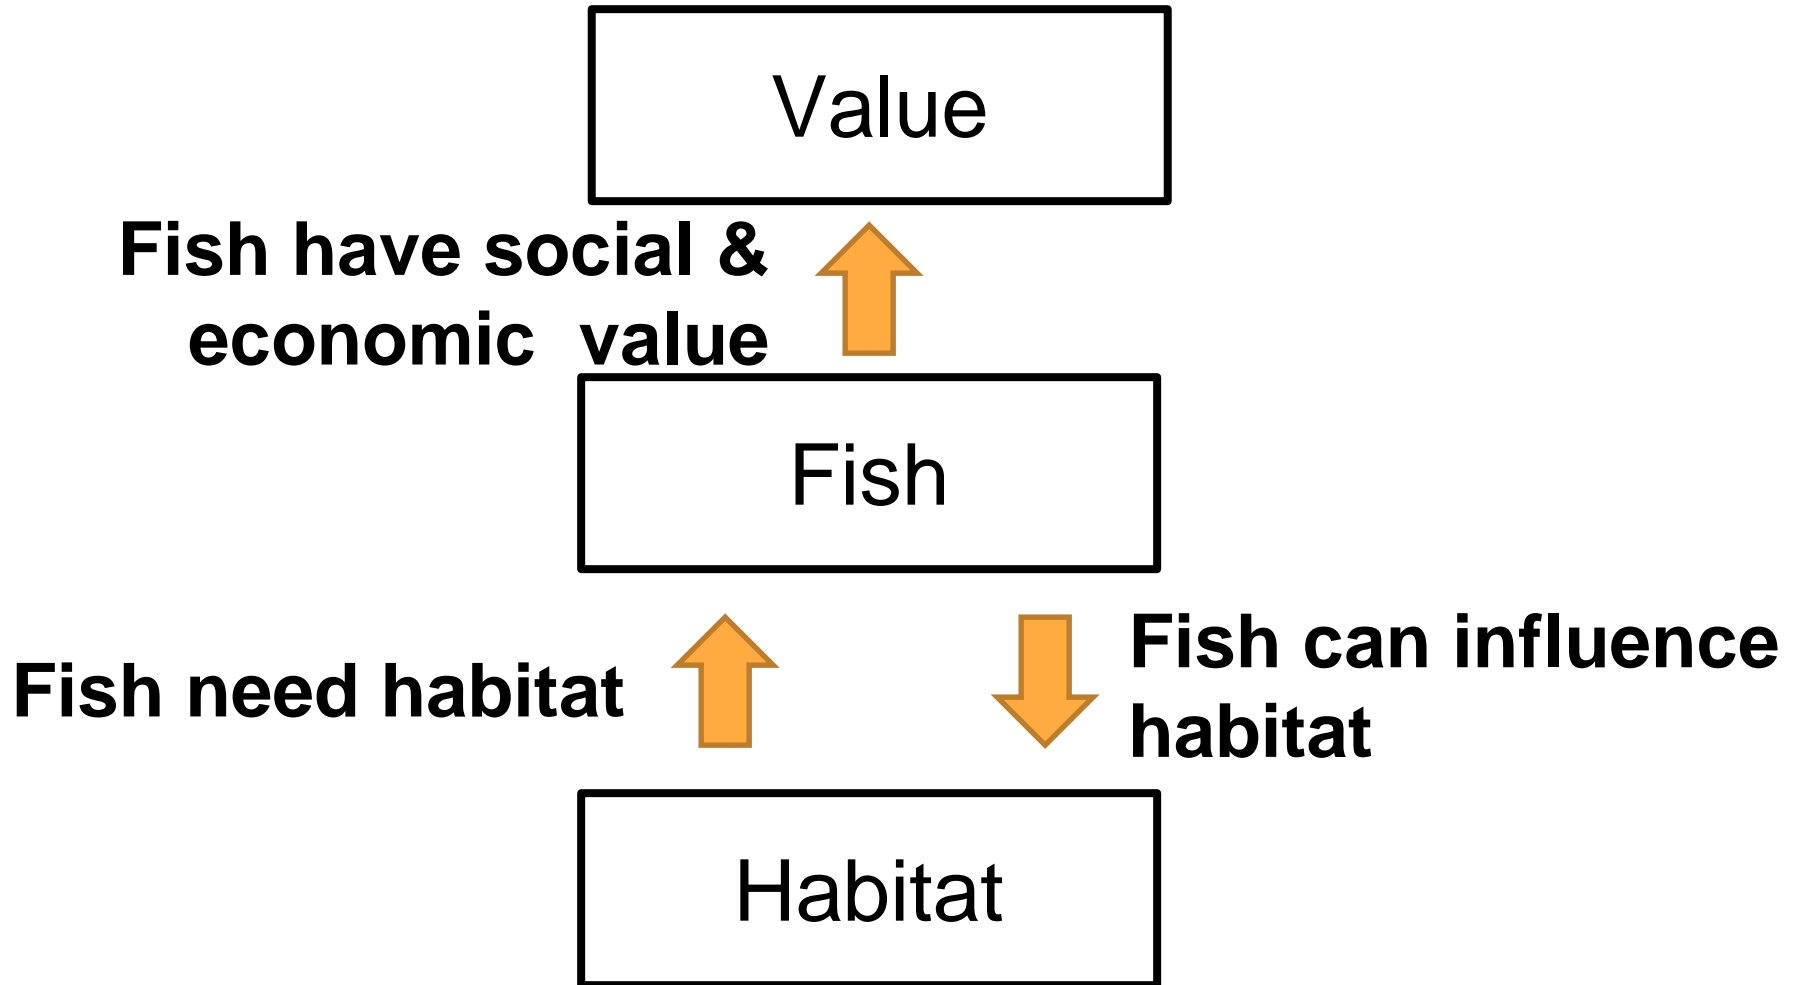 Value
Fish have social &
economic  value
Fish
Fish need habitat
Fish can influence
habitat
Habitat